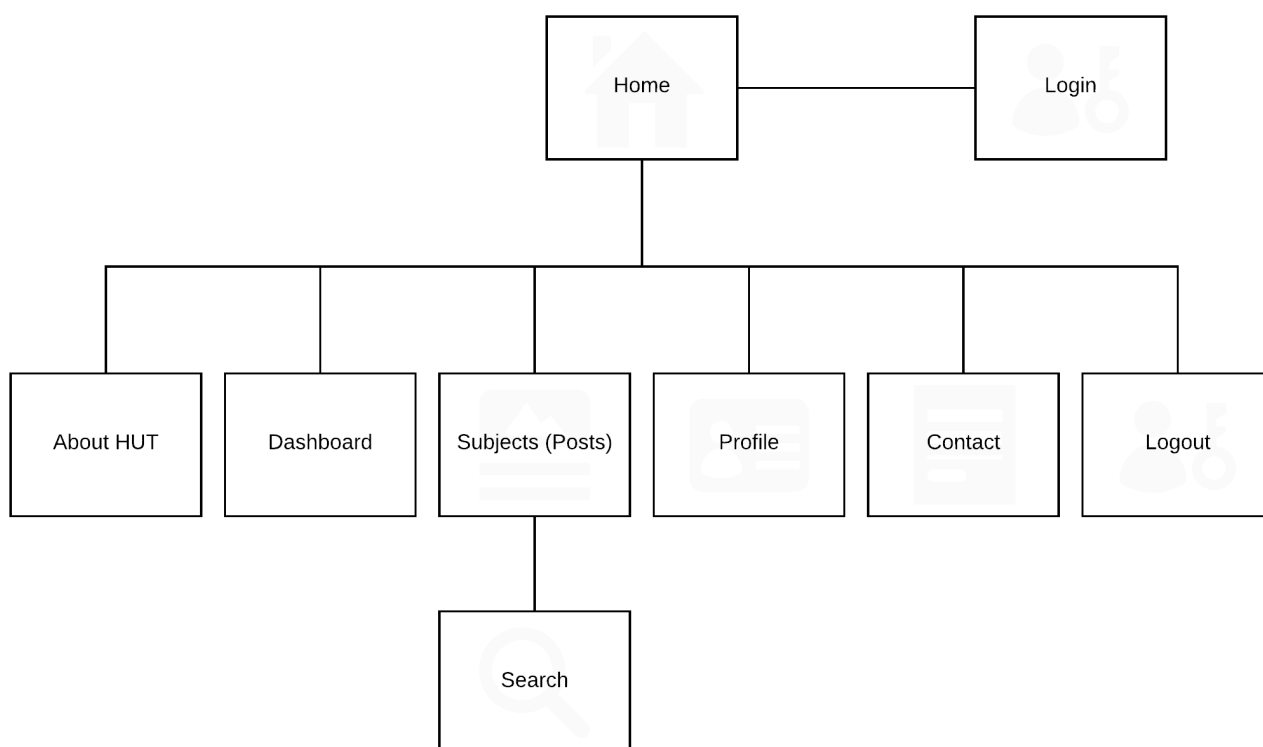 Home
Login
About HUT
Dashboard
Subjects (Posts)
Profile
Contact
Logout
Search